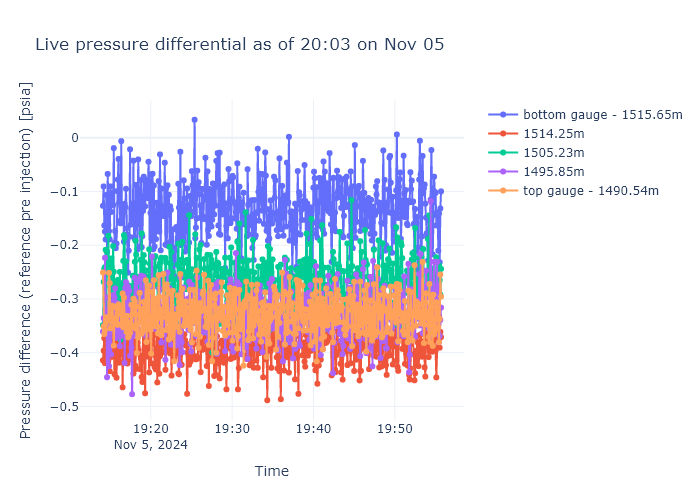 Live pressure differential as of 20:03 on Nov 05
Pressure difference (reference pre injection) [psia]
0
−0.1
−0.2
−0.3
−0.4
−0.5
19:20
Nov 5, 2024
19:30
19:40
19:50
Time
bottom gauge - 1515.65m
1514.25m
1505.23m
1495.85m
top gauge - 1490.54m